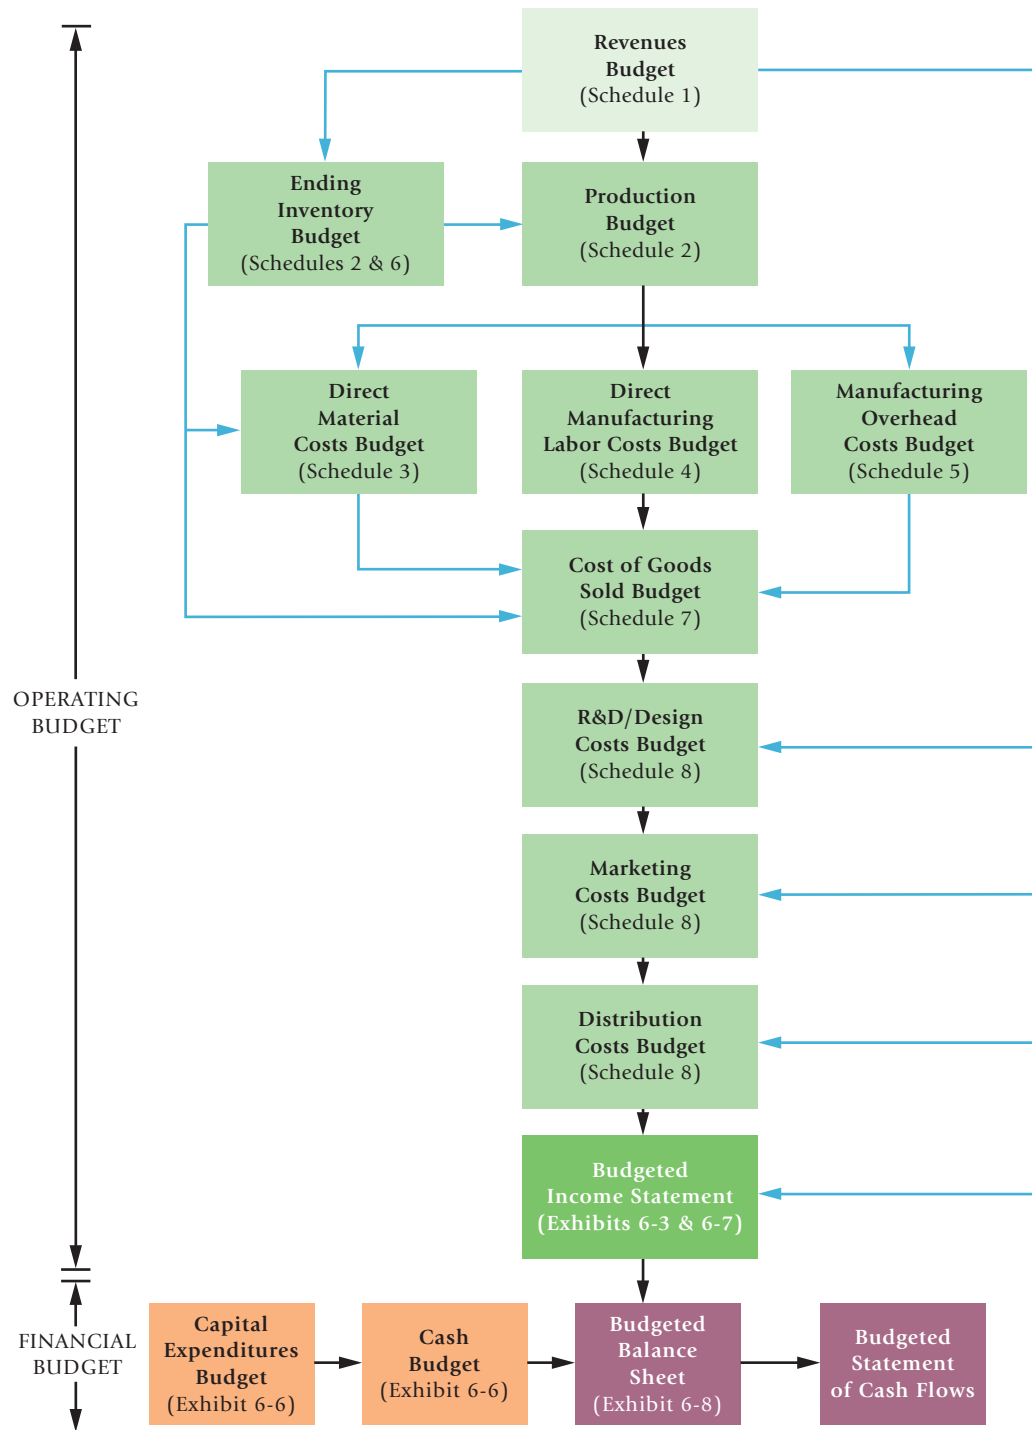 Revenues
Budget
(Schedule 1)
Ending
Inventory
Budget
(Schedules 2 & 6)
Production
Budget
(Schedule 2)
Direct
Material
Costs Budget
(Schedule 3)
Direct
Manufacturing
Labor Costs Budget
(Schedule 4)
Manufacturing
Overhead
Costs Budget
(Schedule 5)
Cost of Goods
Sold Budget
(Schedule 7)
OPERATING
BUDGET
R&D/Design
Costs Budget
(Schedule 8)
Marketing
Costs Budget
(Schedule 8)
Distribution
Costs Budget
(Schedule 8)
Budgeted
Income Statement
(Exhibits 6-3 & 6-7)
FINANCIAL
BUDGET
Capital
Expenditures
Budget
(Exhibit 6-6)
Cash
Budget
(Exhibit 6-6)
Budgeted
Balance
Sheet
(Exhibit 6-8)
Budgeted
Statement
of Cash Flows